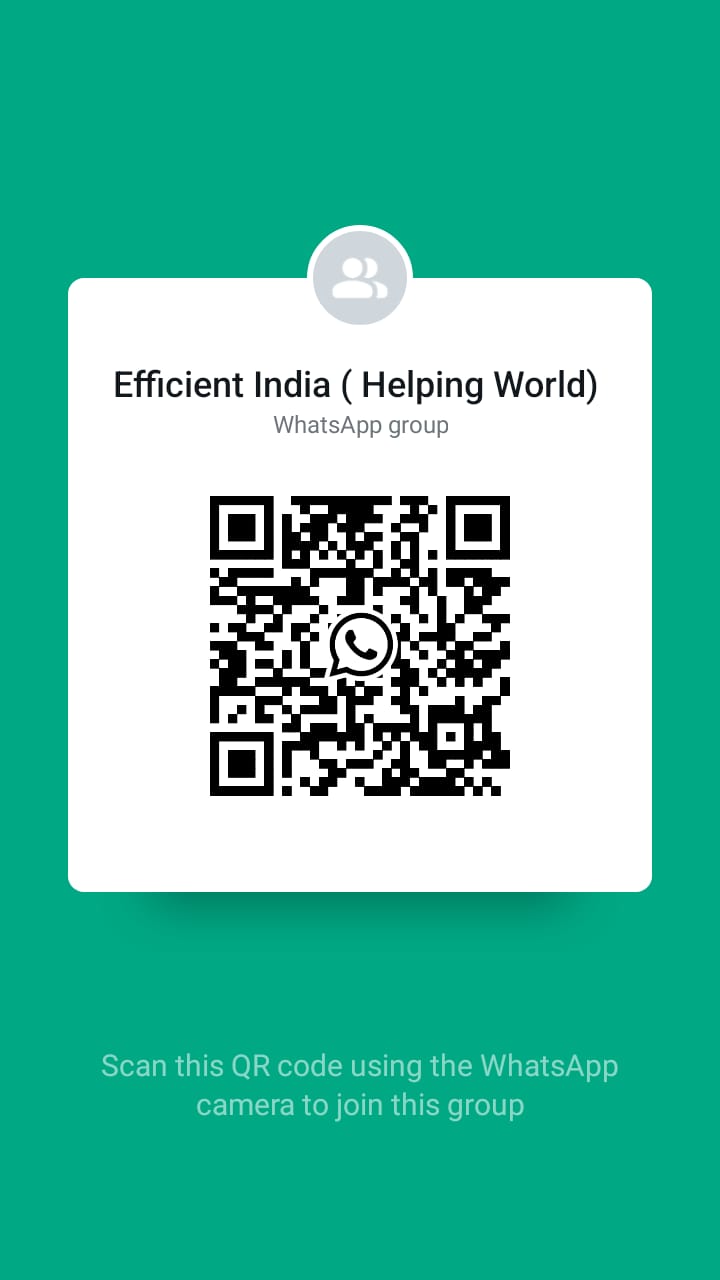 Efficient India ( Helping World)
WhatsApp group
Scan this QR code using the WhatsApp
camera to join this group